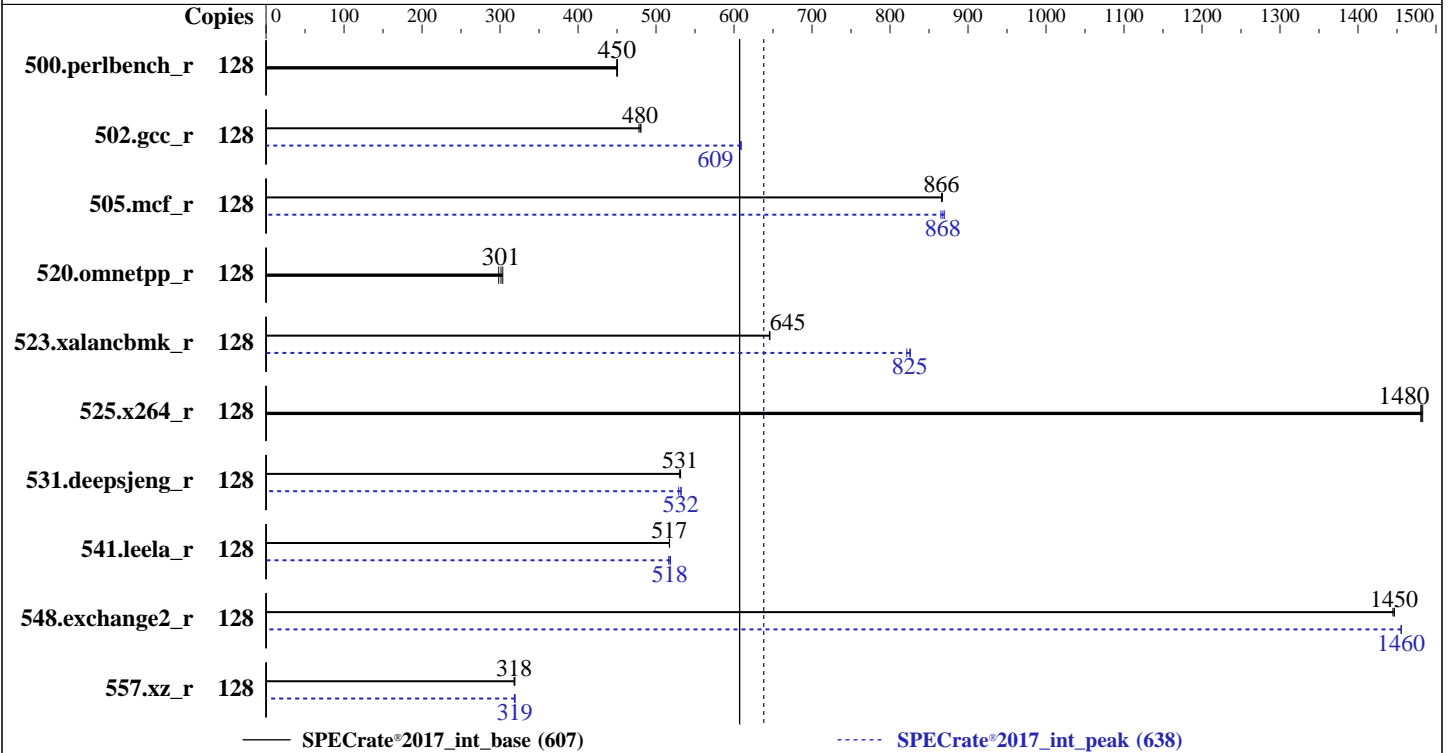 Copies 0 100 200 300 400 500 600 700 800 900 1000 1100 1200 1300 1400 1500
450
500.perlbench_r 128
480
502.gcc_r 128
609
866
505.mcf_r 128
868
301
520.omnetpp_r 128
645
523.xalancbmk_r 128
825
1480
525.x264_r 128
531
531.deepsjeng_r 128
532
517
541.leela_r 128
518
1450
548.exchange2_r 128
1460
318
557.xz_r 128
319
SPECrate®2017_int_base (607) SPECrate®2017_int_peak (638)